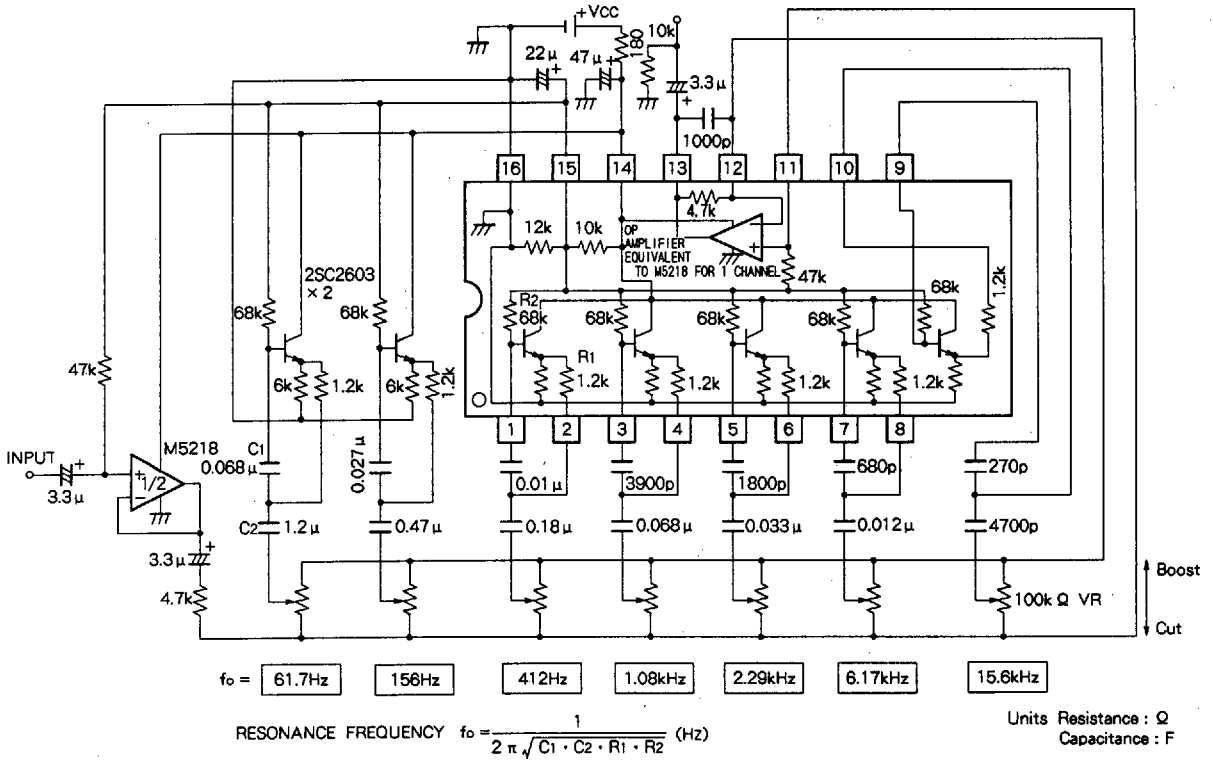 +VCC
10k
180
22μ
47μ
3.3μ
1000p
16
15
14
13
12
11
10
9
4.7k
12k
10k
OP
AMPLIFIER
EQUIVALENT
TO M5218 FOR 1 CHANNEL
+
−
47k
2SC2603
×2
68k
68k
R2
68k
68k
68k
68k
68k
1.2k
47k
6k
1.2k
6k
1.2k
R1
1.2k
1.2k
1.2k
1.2k
1
2
3
4
5
6
7
8
INPUT
3.3μ
M5218
+
−
1/2
C1
0.068μ
0.027μ
0.01μ
3900p
1800p
680p
270p
C2
1.2μ
0.47μ
0.18μ
0.068μ
0.033μ
0.012μ
4700p
3.3μ
4.7k
100k Ω VR
Boost
Cut
fo = 61.7Hz 156Hz 412Hz 1.08kHz 2.29kHz 6.17kHz 15.6kHz
RESONANCE FREQUENCY fo = 1 / 2π√C1・C2・R1・R2 (Hz)
Units Resistance : Ω
Capacitance : F